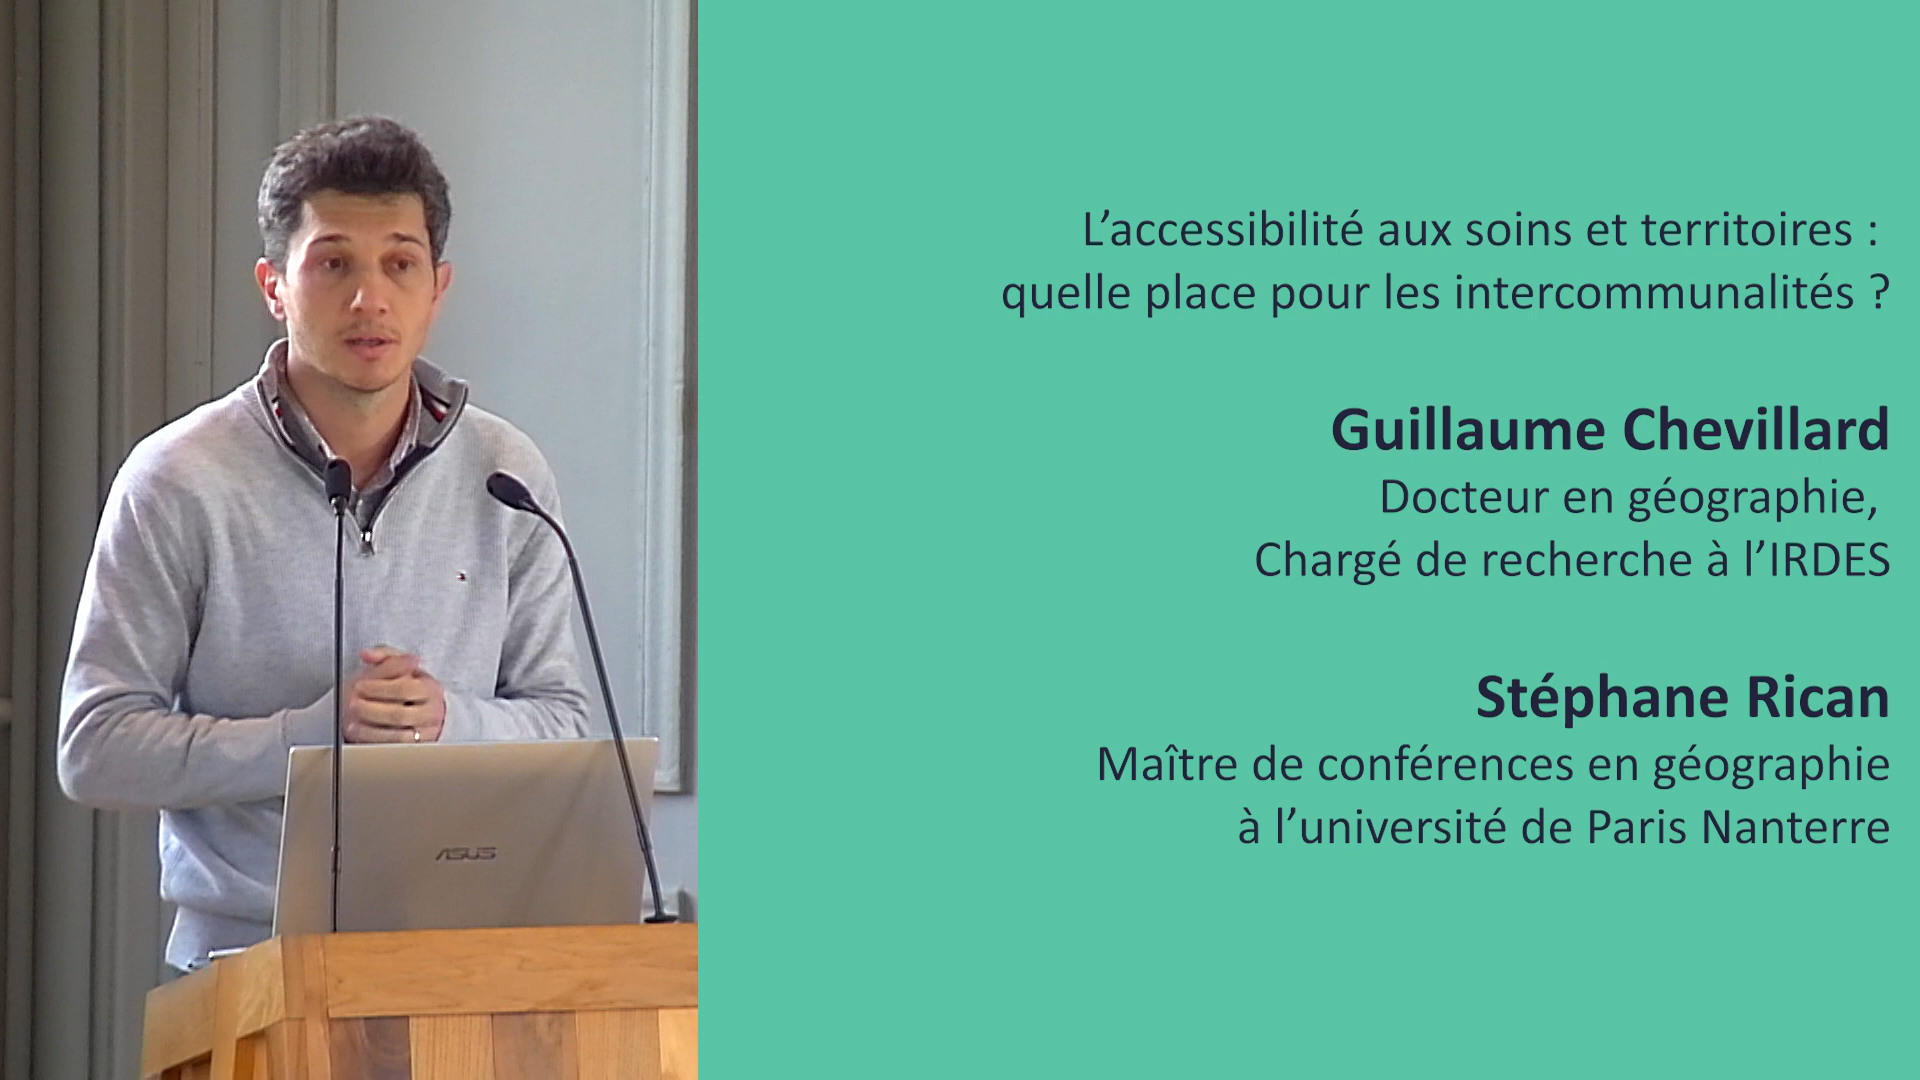 L’accessibilité aux soins et territoires :
quelle place pour les intercommunalités ?
Guillaume Chevillard
Docteur en géographie,
Chargé de recherche à l’IRDES
Stéphane Rican
Maître de conférences en géographie
à l’université de Paris Nanterre
ASUS